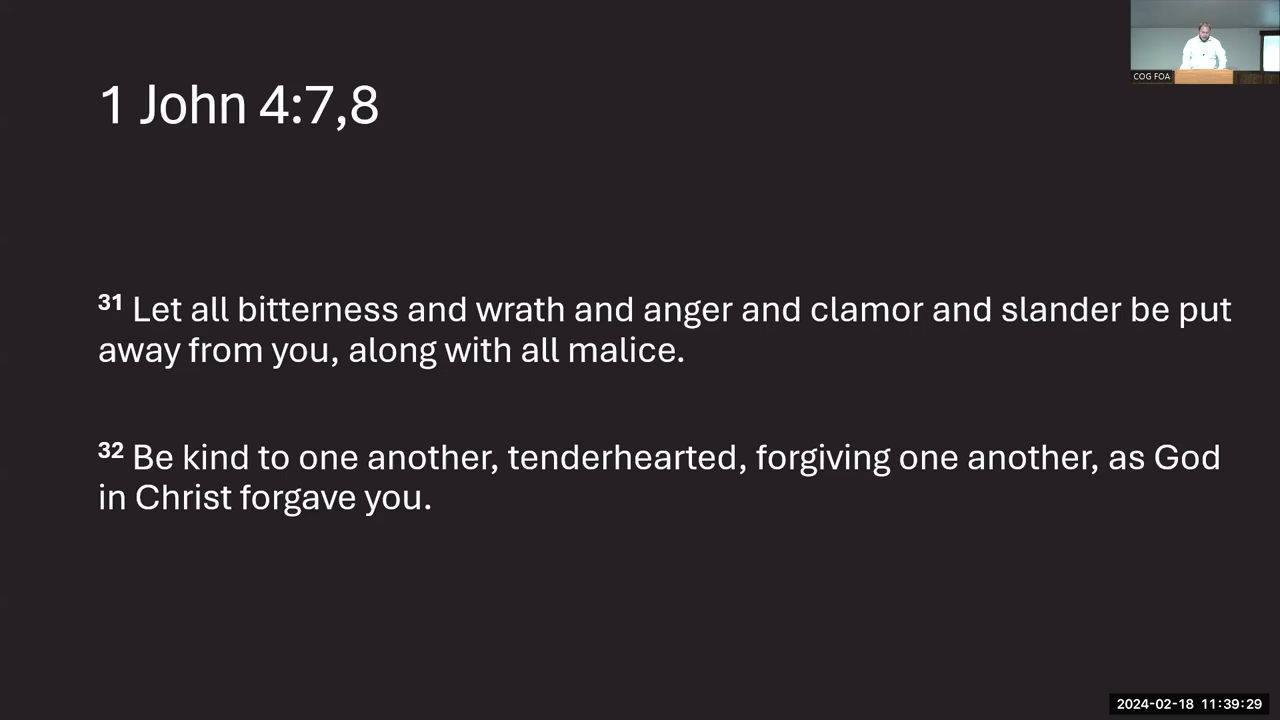 COG FOA
1 John 4:7,8
31 Let all bitterness and wrath and anger and clamor and slander be put
away from you, along with all malice.
32 Be kind to one another, tenderhearted, forgiving one another, as God
in Christ forgave you.
2024-02-18 11:39:29